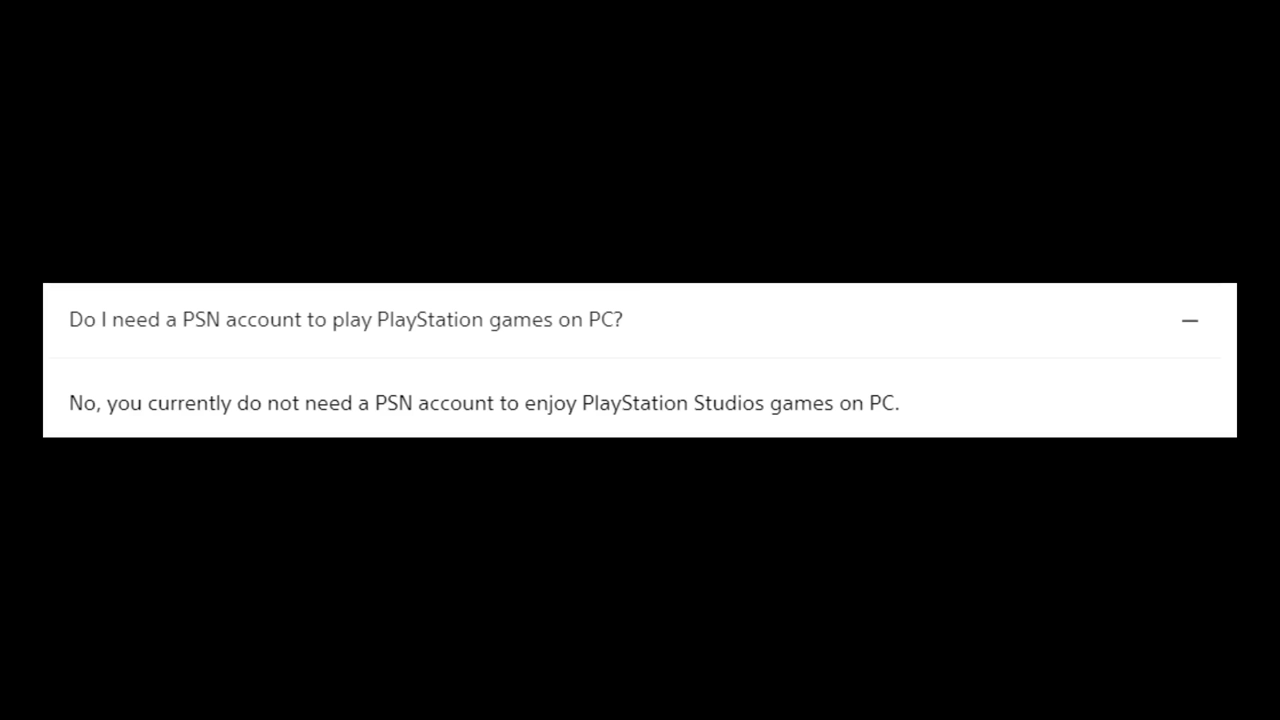 Do I need a PSN account to play PlayStation games on PC?
No, you currently do not need a PSN account to enjoy PlayStation Studios games on PC.